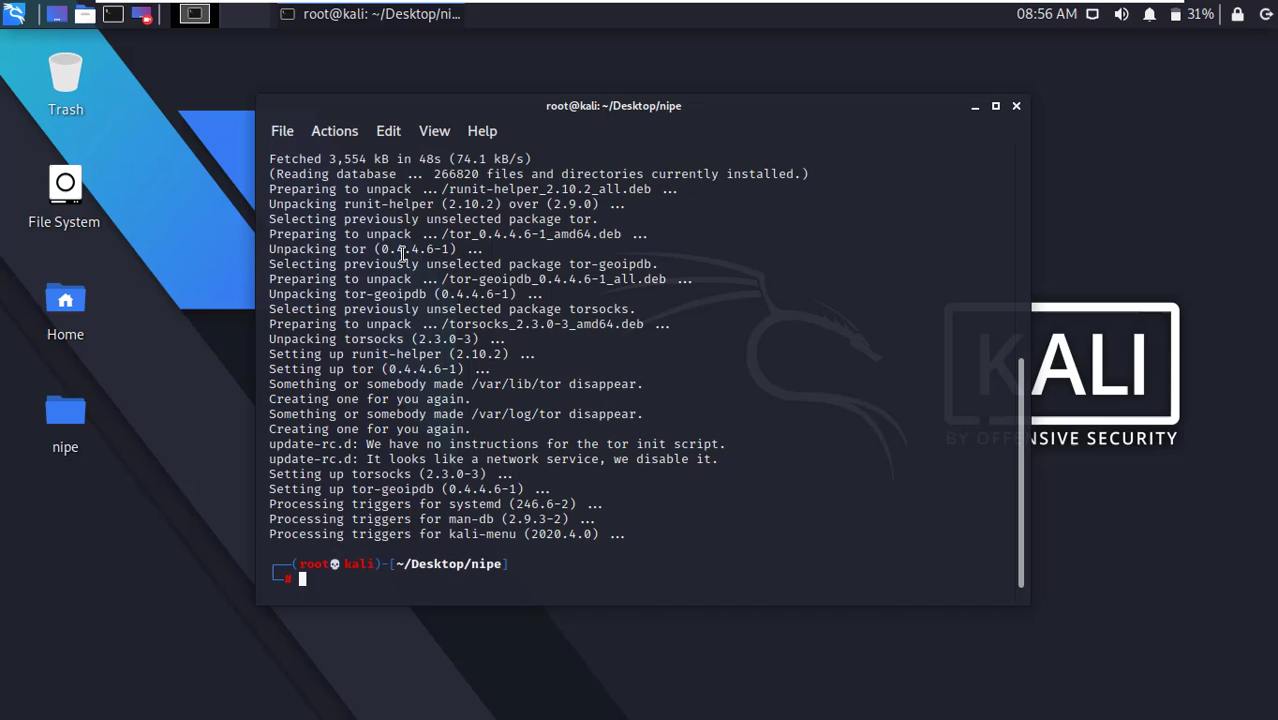 root@kali: ~/Desktop/ni...
08:56 AM
31%
Trash
File System
Home
nipe
root@kali: ~/Desktop/nipe
File Actions Edit View Help
Fetched 3,554 kB in 48s (74.1 kB/s)
(Reading database ... 266820 files and directories currently installed.)
Preparing to unpack .../runit-helper_2.10.2_all.deb ...
Unpacking runit-helper (2.10.2) over (2.9.0) ...
Selecting previously unselected package tor.
Preparing to unpack .../tor_0.4.4.6-1_amd64.deb ...
Unpacking tor (0.4.4.6-1) ...
Selecting previously unselected package tor-geoipdb.
Preparing to unpack .../tor-geoipdb_0.4.4.6-1_all.deb ...
Unpacking tor-geoipdb (0.4.4.6-1) ...
Selecting previously unselected package torsocks.
Preparing to unpack .../torsocks_2.3.0-3_amd64.deb ...
Unpacking torsocks (2.3.0-3) ...
Setting up runit-helper (2.10.2) ...
Setting up tor (0.4.4.6-1) ...
Something or somebody made /var/lib/tor disappear.
Creating one for you again.
Something or somebody made /var/log/tor disappear.
Creating one for you again.
update-rc.d: We have no instructions for the tor init script.
update-rc.d: It looks like a network service, we disable it.
Setting up torsocks (2.3.0-3) ...
Setting up tor-geoipdb (0.4.4.6-1) ...
Processing triggers for systemd (246.6-2) ...
Processing triggers for man-db (2.9.3-2) ...
Processing triggers for kali-menu (2020.4.0) ...
┌──(root💀kali)-[~/Desktop/nipe]
└─#
KALI
BY OFFENSIVE SECURITY